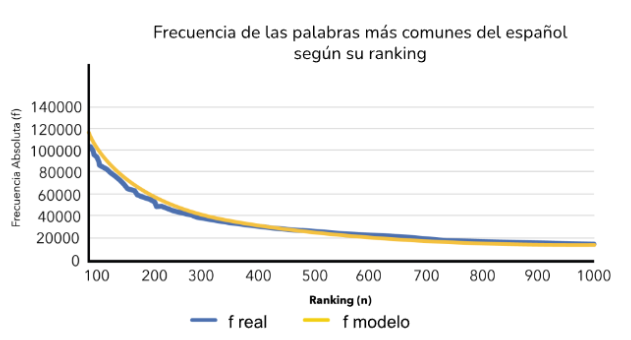 Frecuencia de las palabras más comunes del español
según su ranking
Frecuencia Absoluta (f)
140000
120000
100000
80000
60000
40000
20000
0
100 200 300 400 500 600 700 800 900 1000
Ranking (n)
f real f modelo